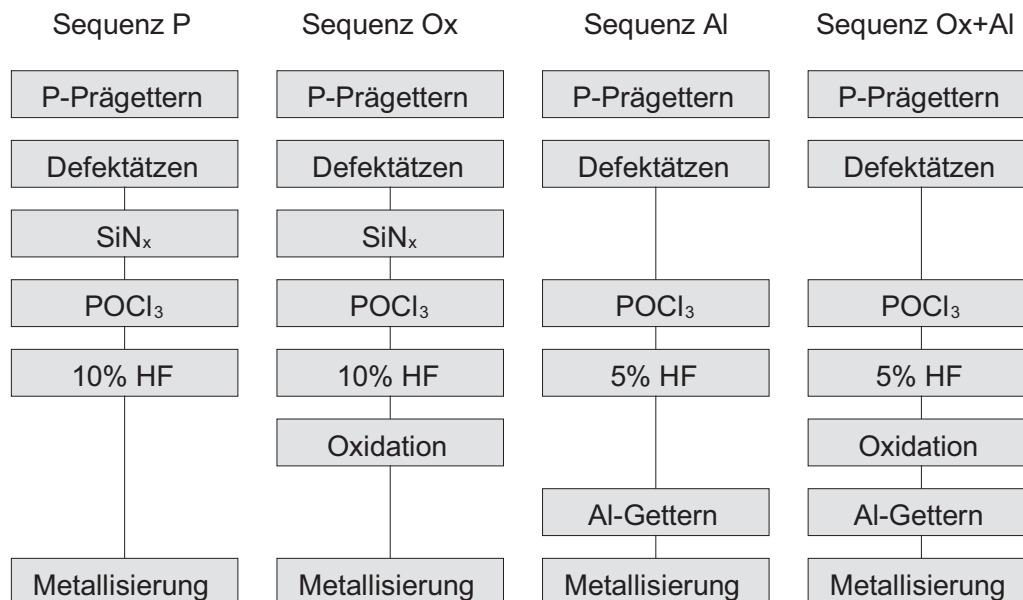 Sequenz P
P-Prägettern
Defektätzen
SiNₓ
POCl₃
10% HF
Metallisierung
Sequenz Ox
P-Prägettern
Defektätzen
SiNₓ
POCl₃
10% HF
Oxidation
Metallisierung
Sequenz Al
P-Prägettern
Defektätzen
POCl₃
5% HF
Al-Gettern
Metallisierung
Sequenz Ox+Al
P-Prägettern
Defektätzen
POCl₃
5% HF
Oxidation
Al-Gettern
Metallisierung